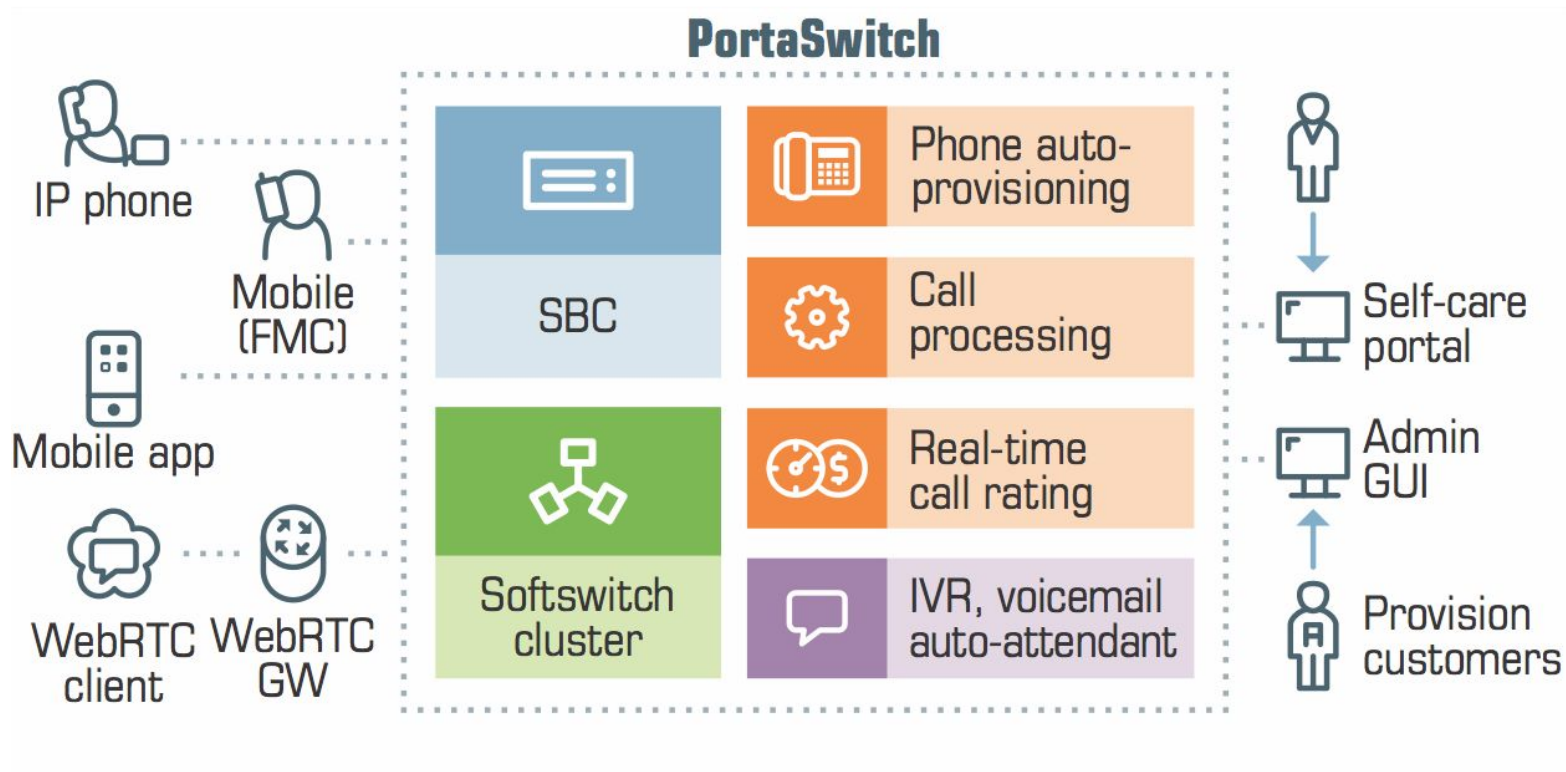 PortaSwitch
IP phone
Mobile
(FMC)
Mobile app
WebRTC
client
WebRTC
GW
SBC
Softswitch
cluster
Phone auto-
provisioning
Call
processing
Real-time
call rating
IVR, voicemail
auto-attendant
Self-care
portal
Admin
GUI
A
Provision
customers